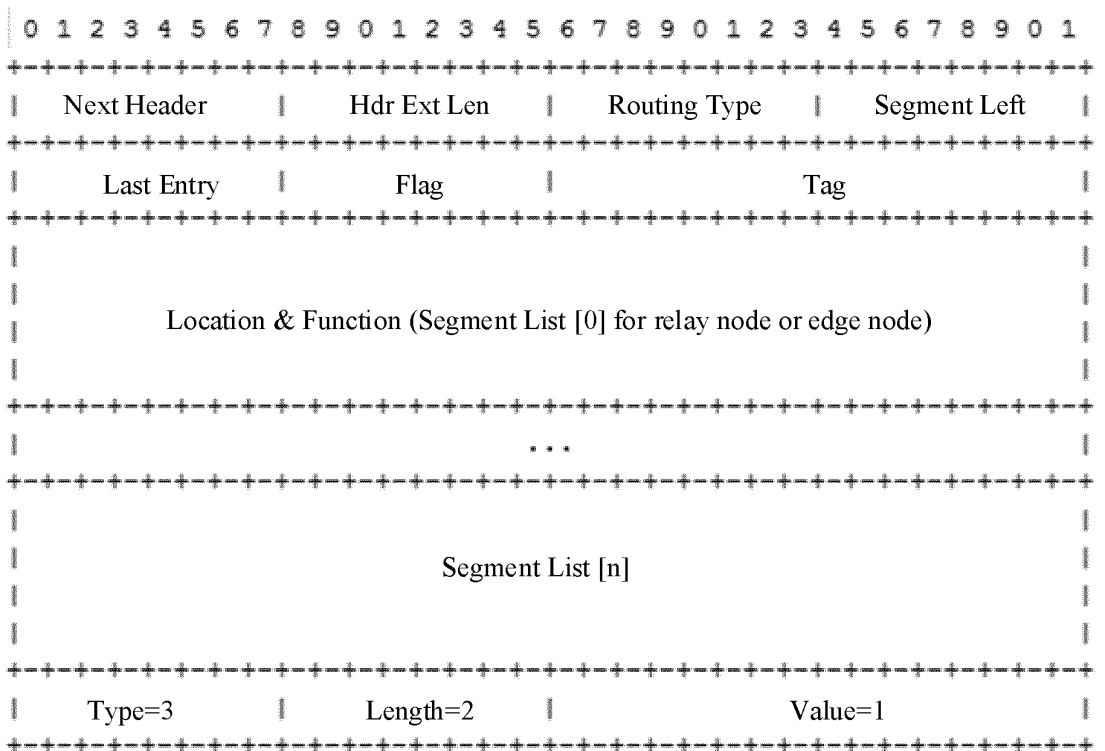 0 1 2 3 4 5 6 7 8 9 0 1 2 3 4 5 6 7 8 9 0 1 2 3 4 5 6 7 8 9 0 1
+-+-+-+-+-+-+-+-+-+-+-+-+-+-+-+-+-+-+-+-+-+-+-+-+-+-+-+-+-+-+-+-+
| Next Header | Hdr Ext Len | Routing Type | Segment Left |
+-+-+-+-+-+-+-+-+-+-+-+-+-+-+-+-+-+-+-+-+-+-+-+-+-+-+-+-+-+-+-+-+
| Last Entry | Flag | Tag |
+-+-+-+-+-+-+-+-+-+-+-+-+-+-+-+-+-+-+-+-+-+-+-+-+-+-+-+-+-+-+-+-+
| Location & Function (Segment List [0] for relay node or edge node) |
+-+-+-+-+-+-+-+-+-+-+-+-+-+-+-+-+-+-+-+-+-+-+-+-+-+-+-+-+-+-+-+-+
| ... |
+-+-+-+-+-+-+-+-+-+-+-+-+-+-+-+-+-+-+-+-+-+-+-+-+-+-+-+-+-+-+-+-+
| Segment List [n] |
+-+-+-+-+-+-+-+-+-+-+-+-+-+-+-+-+-+-+-+-+-+-+-+-+-+-+-+-+-+-+-+-+
| Type=3 | Length=2 | Value=1 |
+-+-+-+-+-+-+-+-+-+-+-+-+-+-+-+-+-+-+-+-+-+-+-+-+-+-+-+-+-+-+-+-+